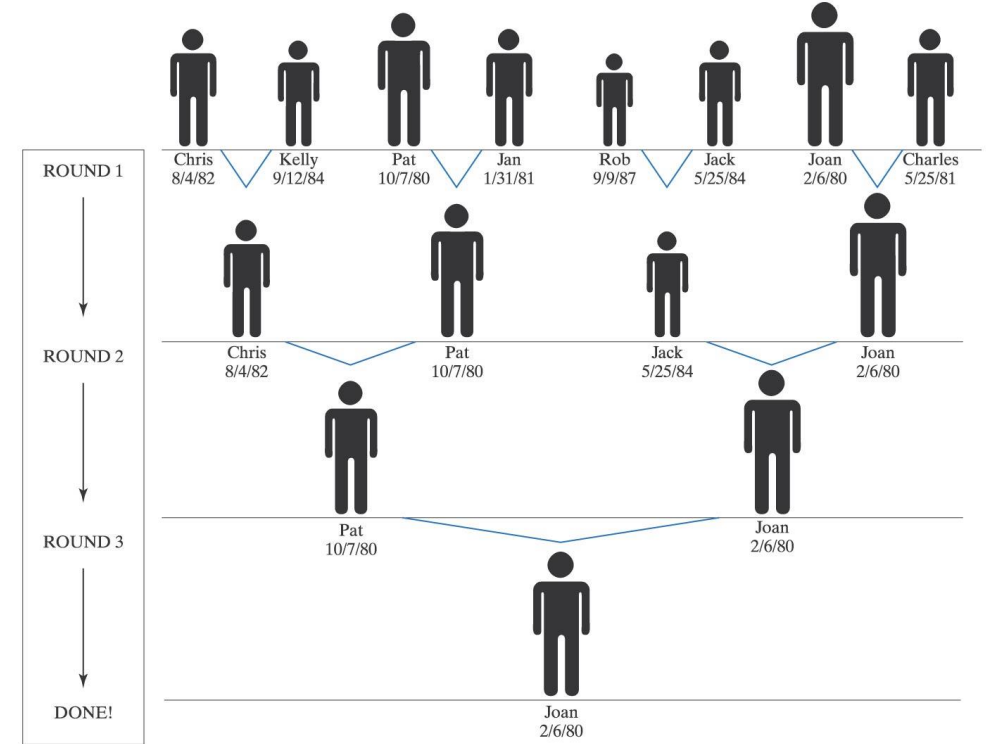 ROUND 1
Chris Kelly Pat Jan Rob Jack Joan Charles
8/4/82 9/12/84 10/7/80 1/31/81 9/9/87 5/25/84 2/6/80 5/25/81
ROUND 2
Chris Pat Jack Joan
8/4/82 10/7/80 5/25/84 2/6/80
ROUND 3
Pat Joan
10/7/80 2/6/80
DONE!
Joan
2/6/80